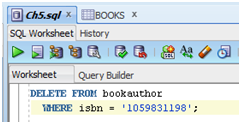 Ch5.sql BOOKS
SQL Worksheet History
Worksheet Query Builder
DELETE FROM bookauthor
WHERE isbn = '1059831198';